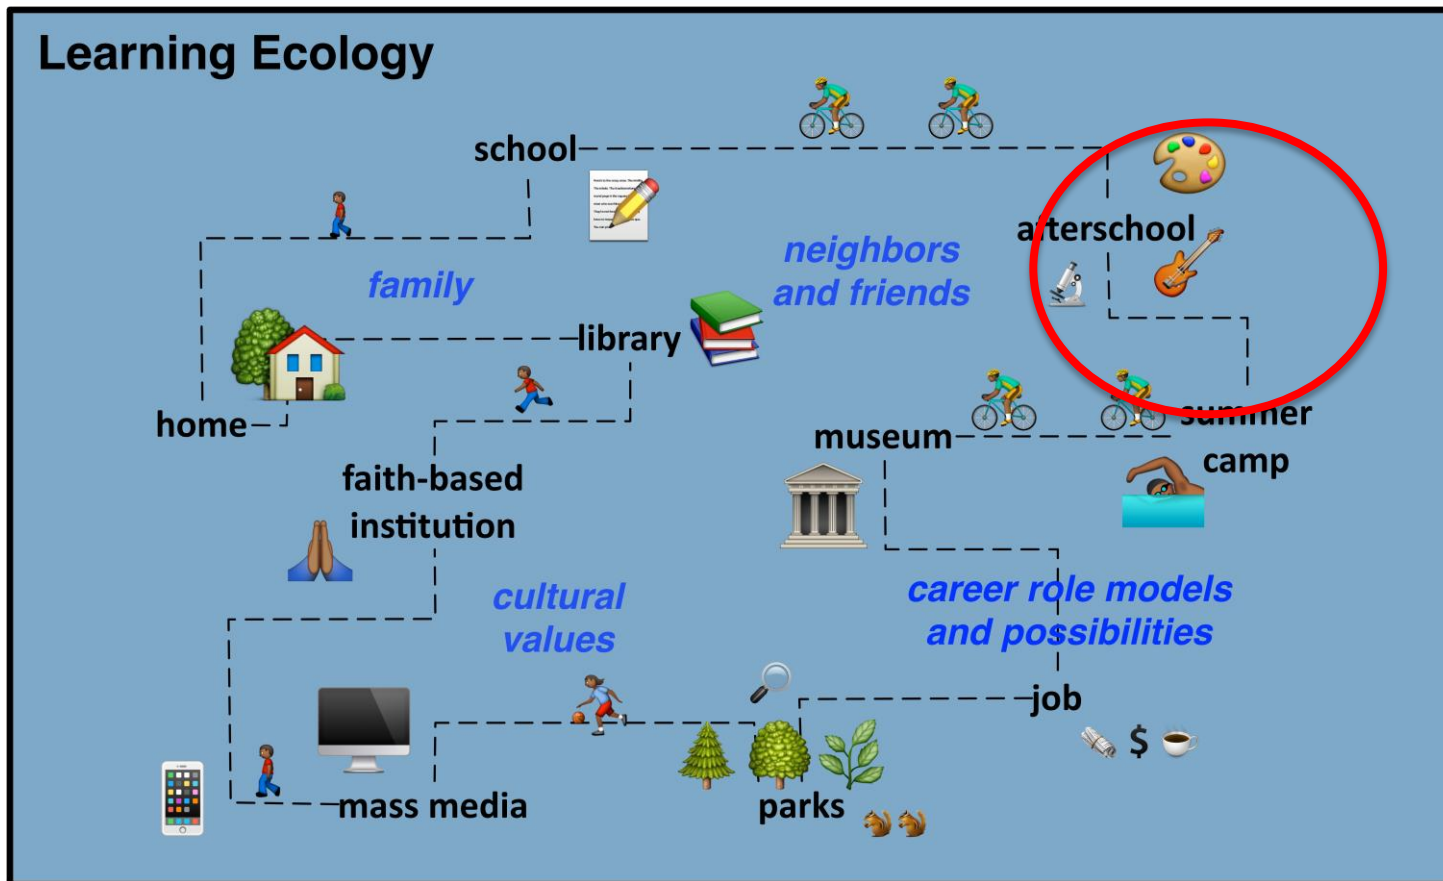 Learning Ecology
school
afterschool
family
neighbors
and friends
library
home
museum
summer
camp
faith-based
institution
cultural
values
career role models
and possibilities
job
$
mass media
parks